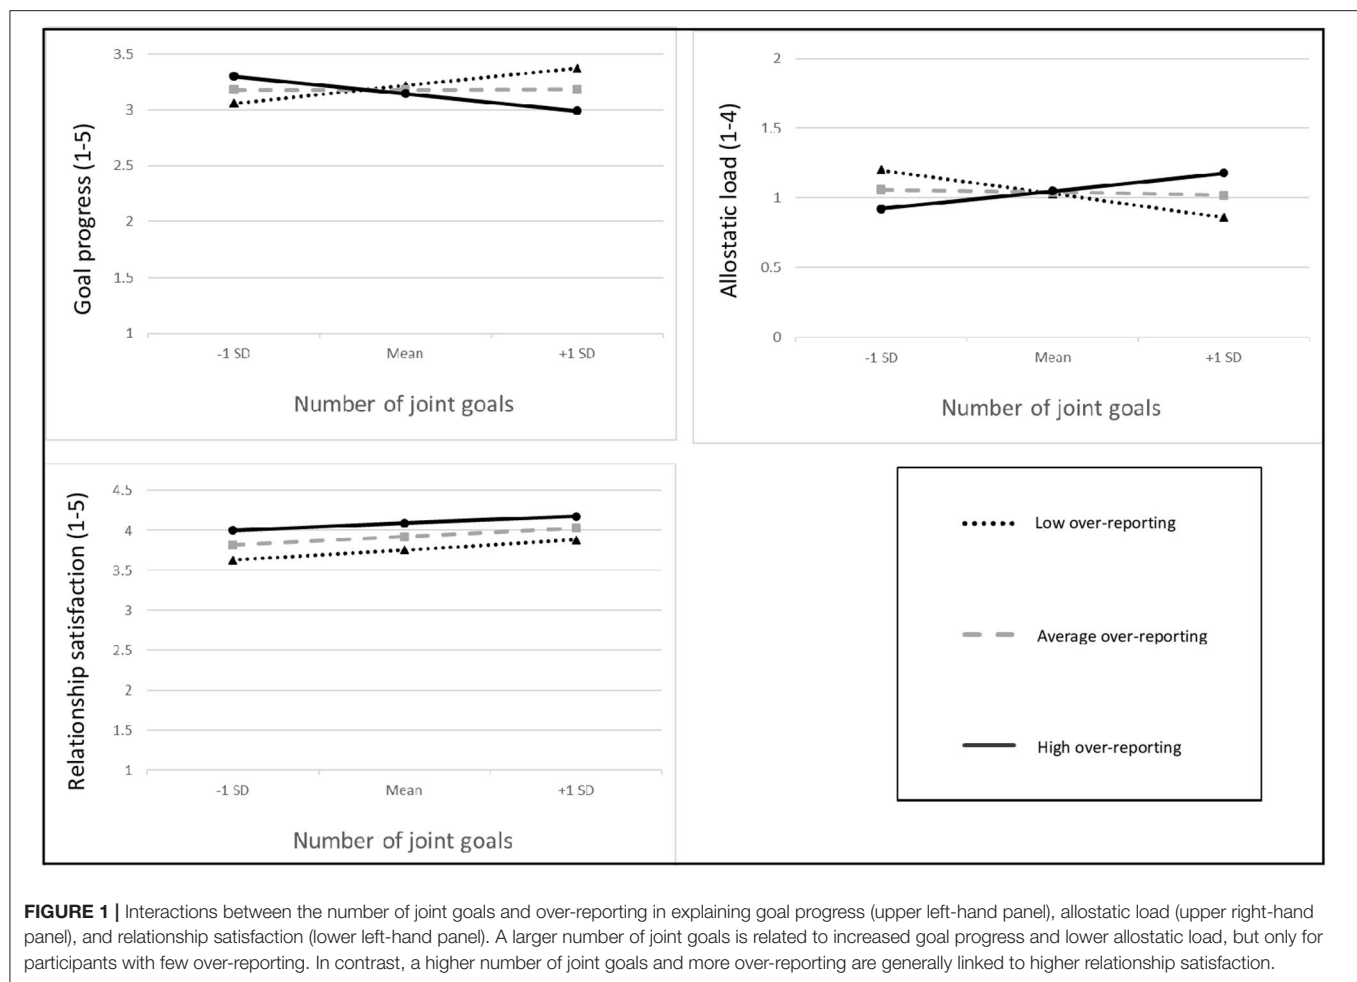 3.5
3
2.5
2
1.5
1
Goal progress (1-5)
-1 SD Mean +1 SD
Number of joint goals
2
1.5
1
0.5
0
Allostatic load (1-4)
-1 SD Mean +1 SD
Number of joint goals
4.5
4
3.5
3
2.5
2
1.5
1
Relationship satisfaction (1-5)
-1 SD Mean +1 SD
Number of joint goals
Low over-reporting
Average over-reporting
High over-reporting
FIGURE 1 | Interactions between the number of joint goals and over-reporting in explaining goal progress (upper left-hand panel), allostatic load (upper right-hand
panel), and relationship satisfaction (lower left-hand panel). A larger number of joint goals is related to increased goal progress and lower allostatic load, but only for
participants with few over-reporting. In contrast, a higher number of joint goals and more over-reporting are generally linked to higher relationship satisfaction.